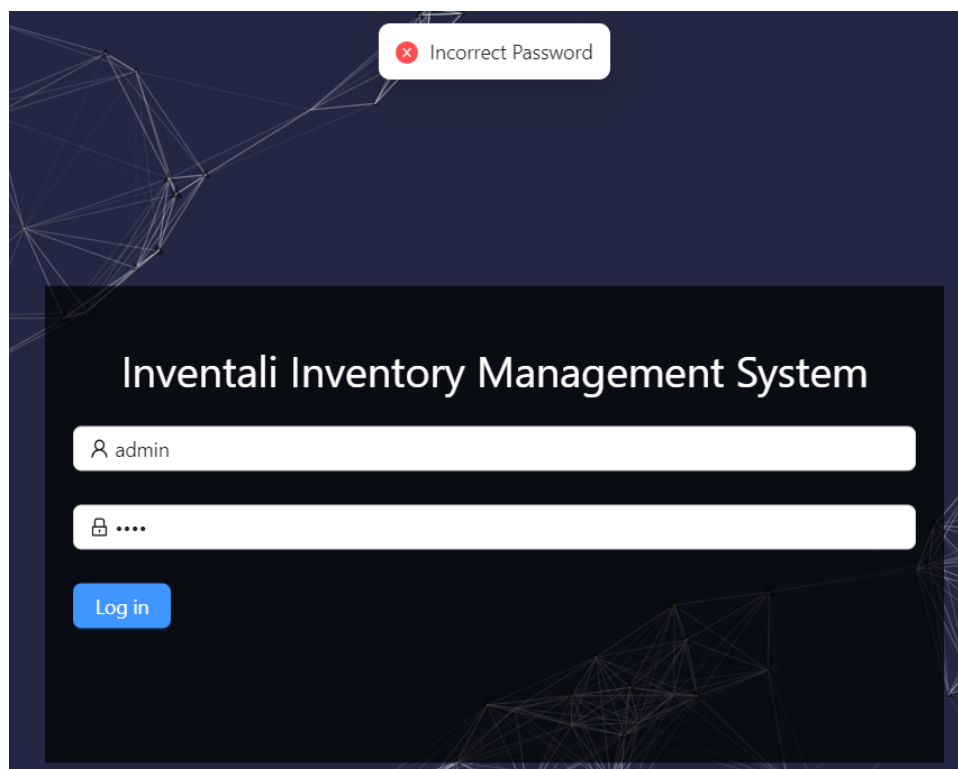 Incorrect Password
Inventali Inventory Management System
admin
••••
Log in